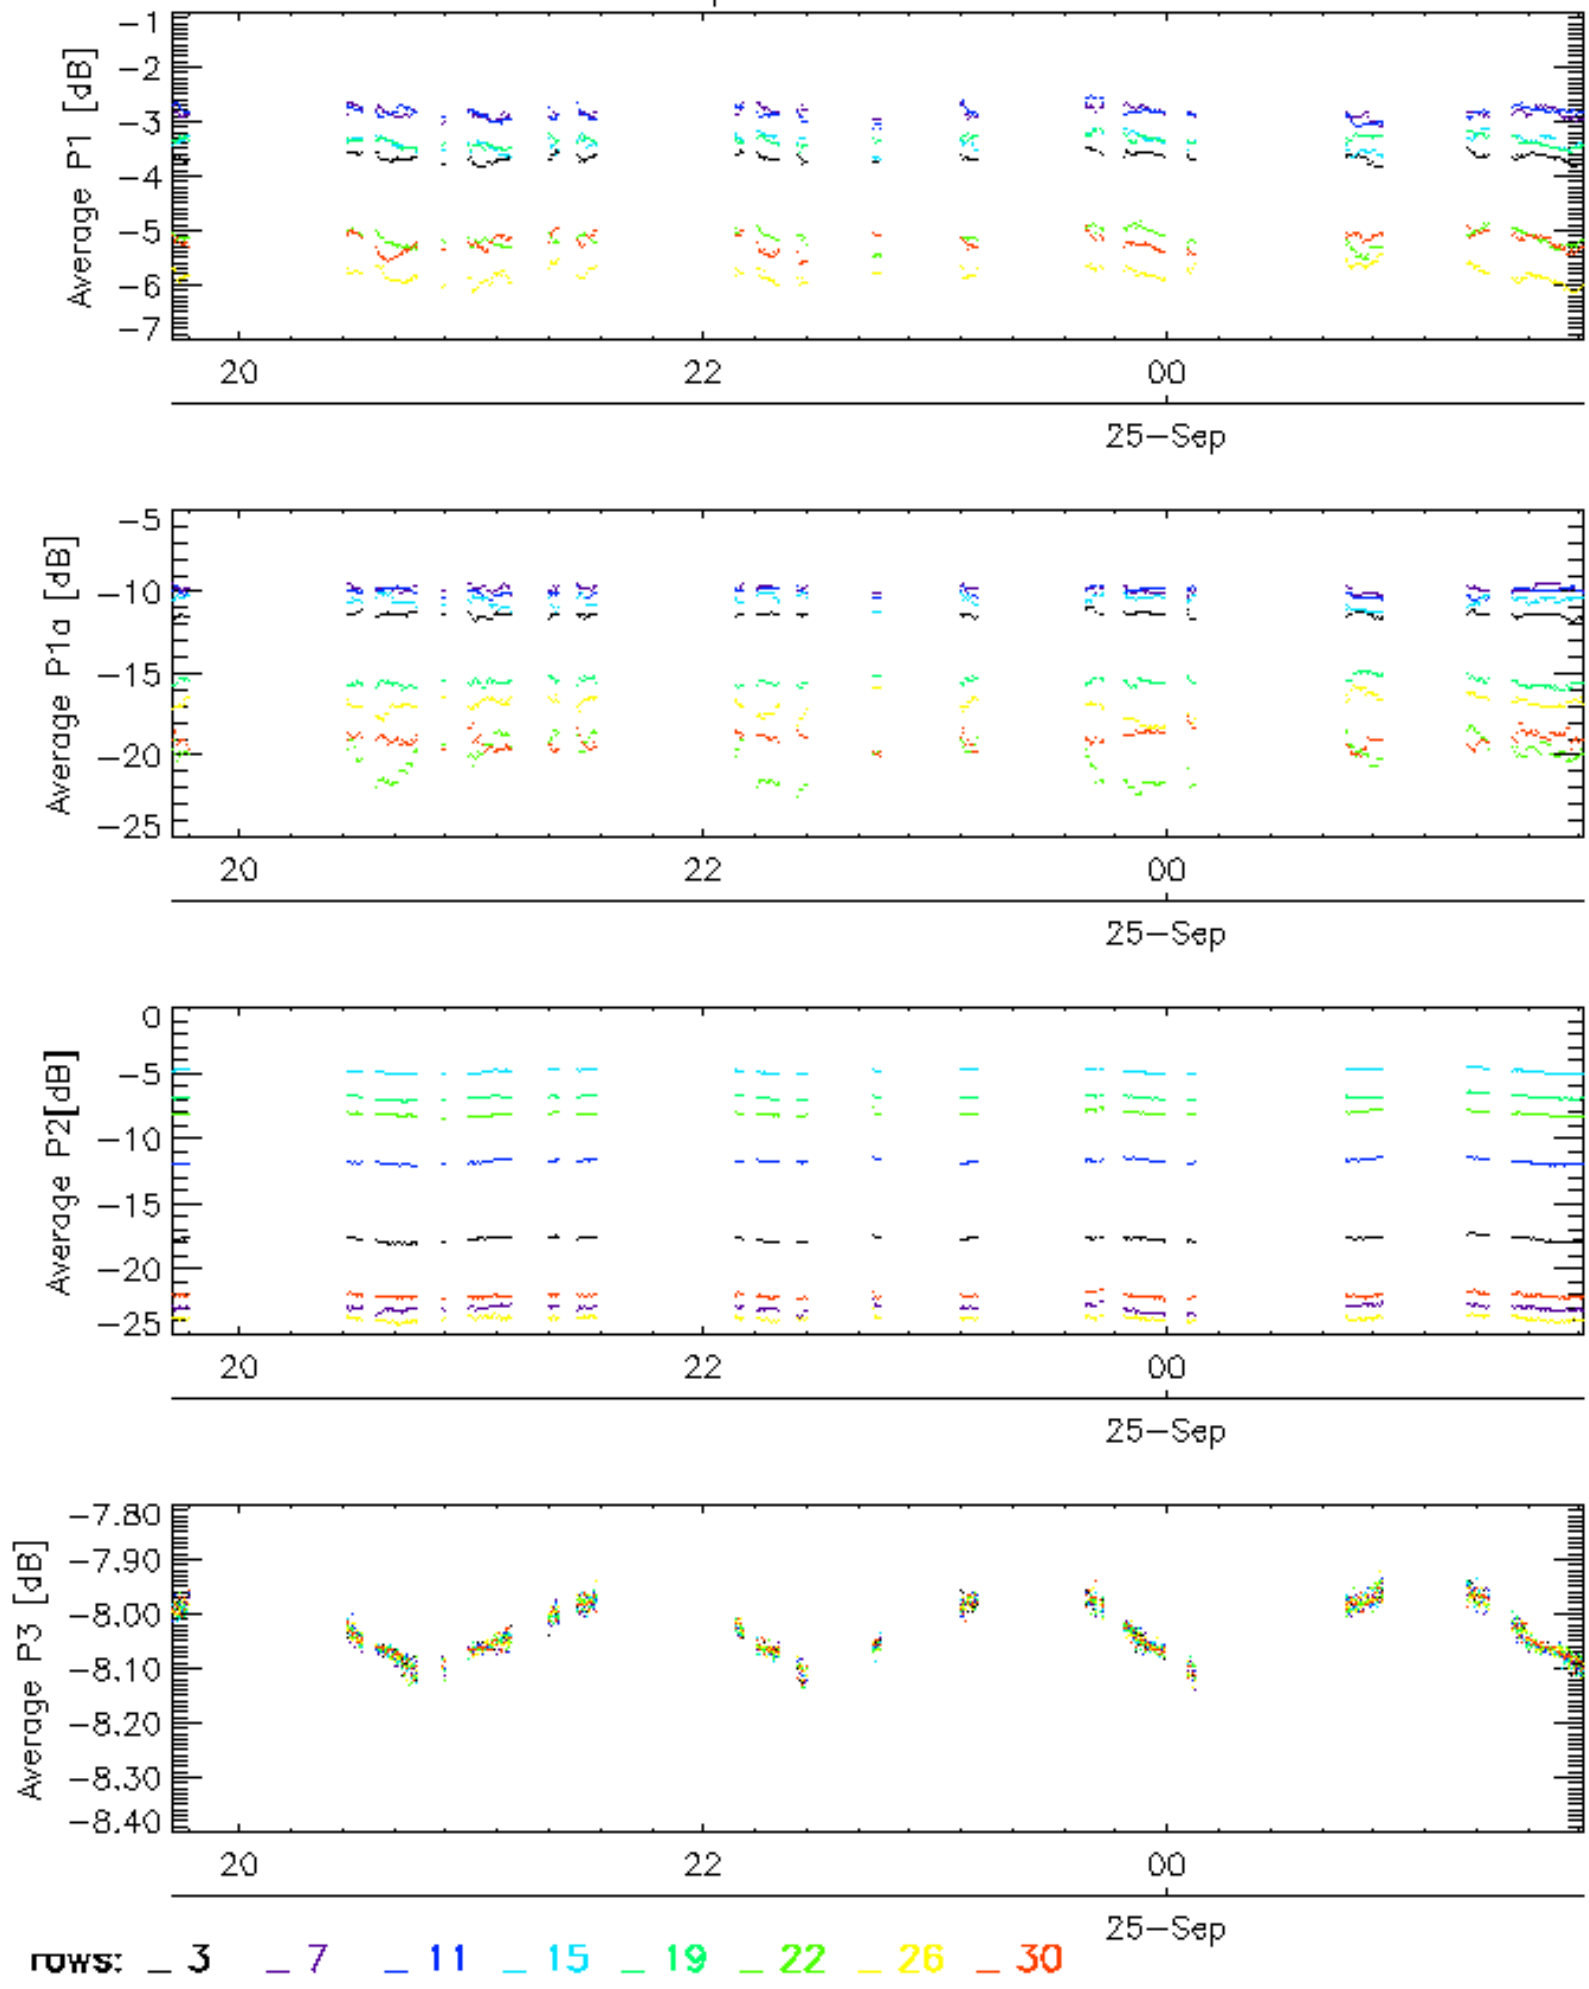 Average P1 [dB]
−1
−2
−3
−4
−5
−6
−7
20 22 00
25−Sep
Average P1a [dB]
−5
−10
−15
−20
−25
20 22 00
25−Sep
Average P2[dB]
0
−5
−10
−15
−20
−25
20 22 00
25−Sep
Average P3 [dB]
−7.80
−7.90
−8.00
−8.10
−8.20
−8.30
−8.40
20 22 00
25−Sep
rows: _ 3 _ 7 _ 11 _ 15 _ 19 _ 22 _ 26 _ 30